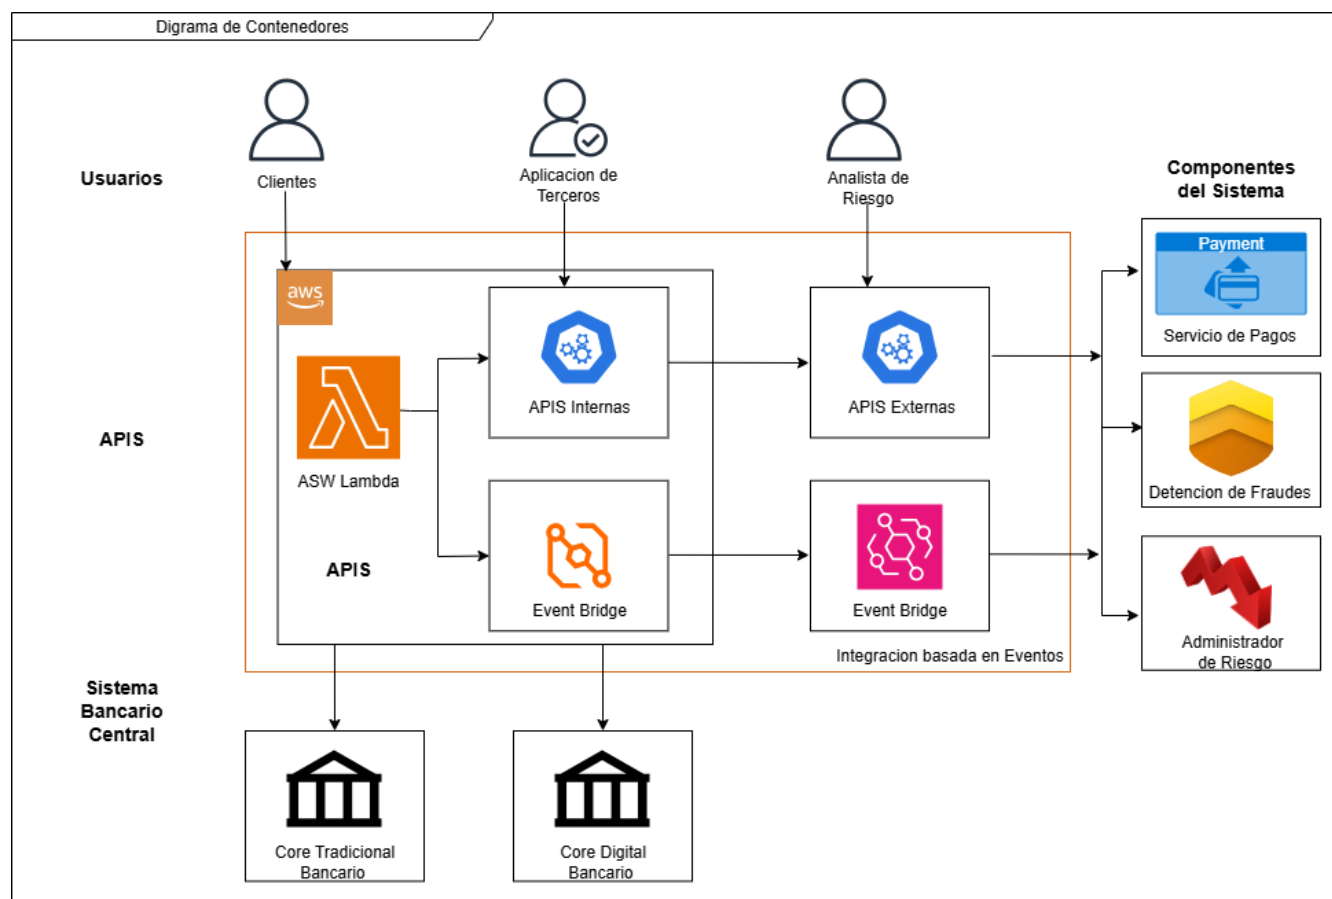 Digrama de Contenedores
Usuarios
Clientes
Aplicacion de
Terceros
Analista de
Riesgo
Componentes
del Sistema
Payment
Servicio de Pagos
aws
APIS
ASW Lambda
APIS Internas
APIS Externas
Detencion de Fraudes
APIS
Event Bridge
Event Bridge
Integracion basada en Eventos
Administrador
de Riesgo
Sistema
Bancario
Central
Core Tradicional
Bancario
Core Digital
Bancario